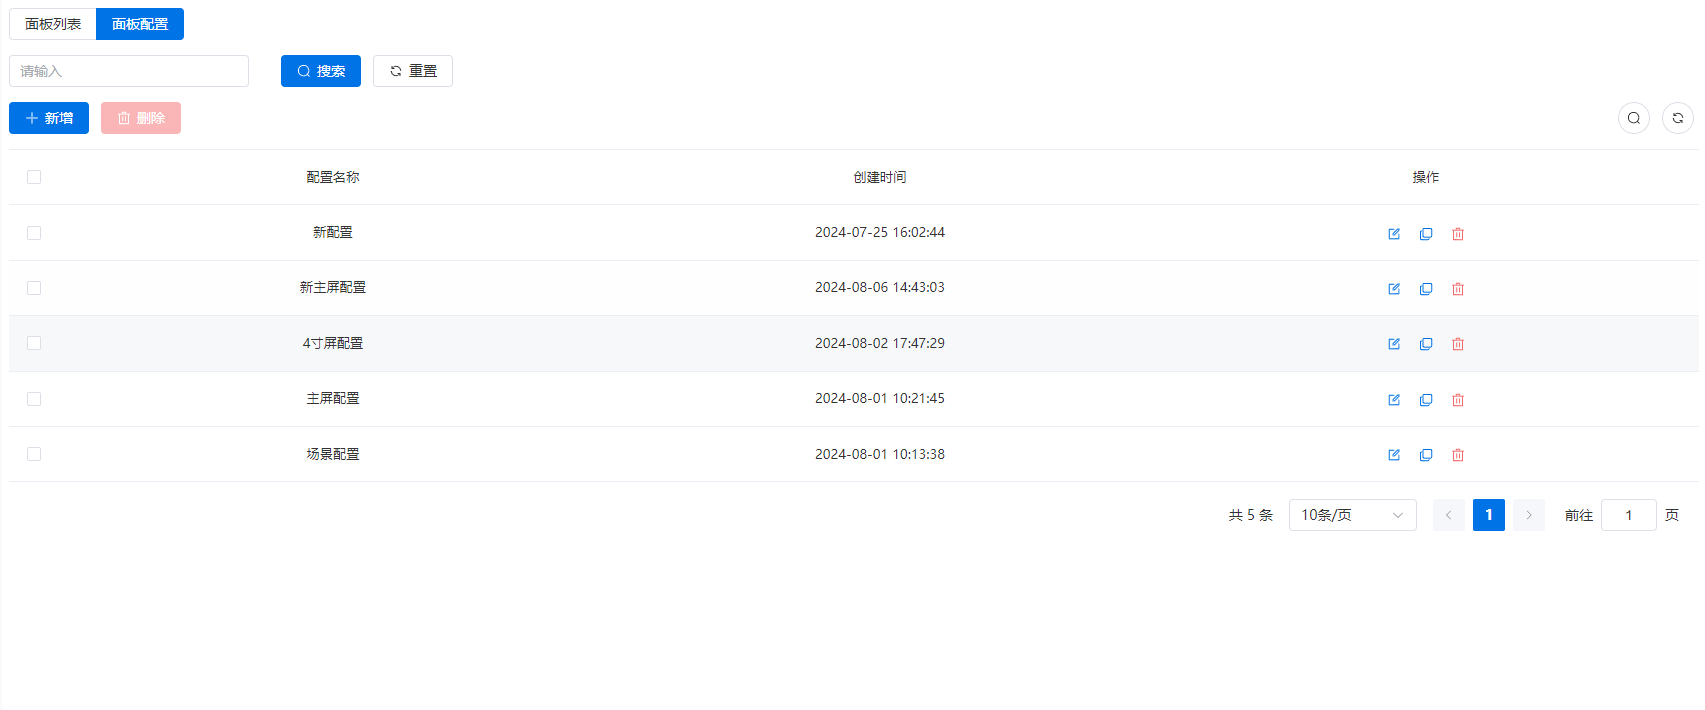 面板列表 面板配置
请输入 搜索 重置
新增 删除
配置名称 创建时间 操作
新配置 2024-07-25 16:02:44
新主屏配置 2024-08-06 14:43:03
4寸屏配置 2024-08-02 17:47:29
主屏配置 2024-08-01 10:21:45
场景配置 2024-08-01 10:13:38
共 5 条 10条/页 1 前往 1 页